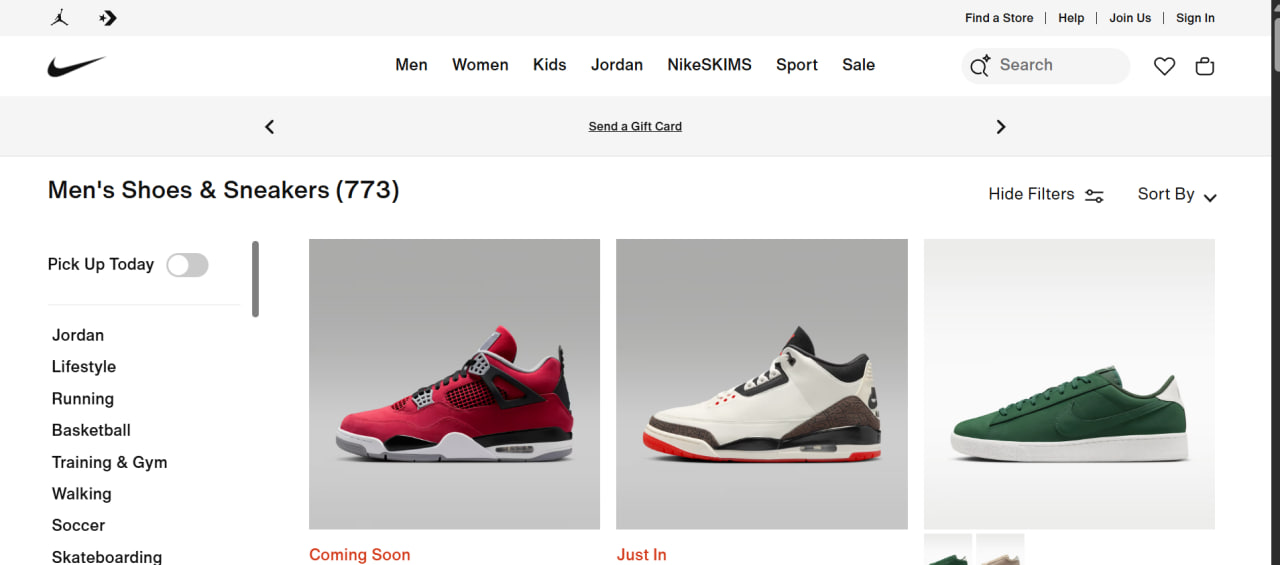 Find a Store | Help | Join Us | Sign In
Men Women Kids Jordan NikeSKIMS Sport Sale Search
Send a Gift Card
Men's Shoes & Sneakers (773)
Hide Filters Sort By
Pick Up Today
Jordan
Lifestyle
Running
Basketball
Training & Gym
Walking
Soccer
Skateboarding
Coming Soon
Just In